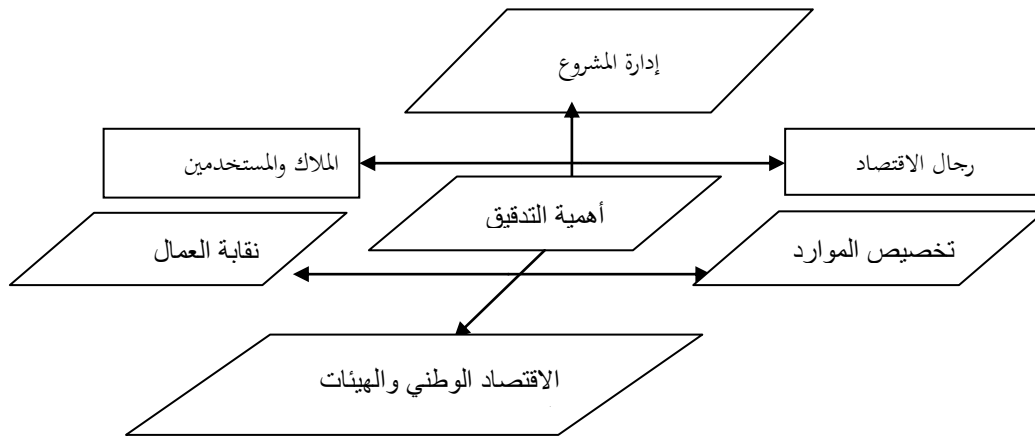 إدارة المشروع
رجال الاقتصاد
الملاك والمستخدمين
أهمية التدقيق
تخصيص الموارد
نقابة العمال
الاقتصاد الوطني والهيئات